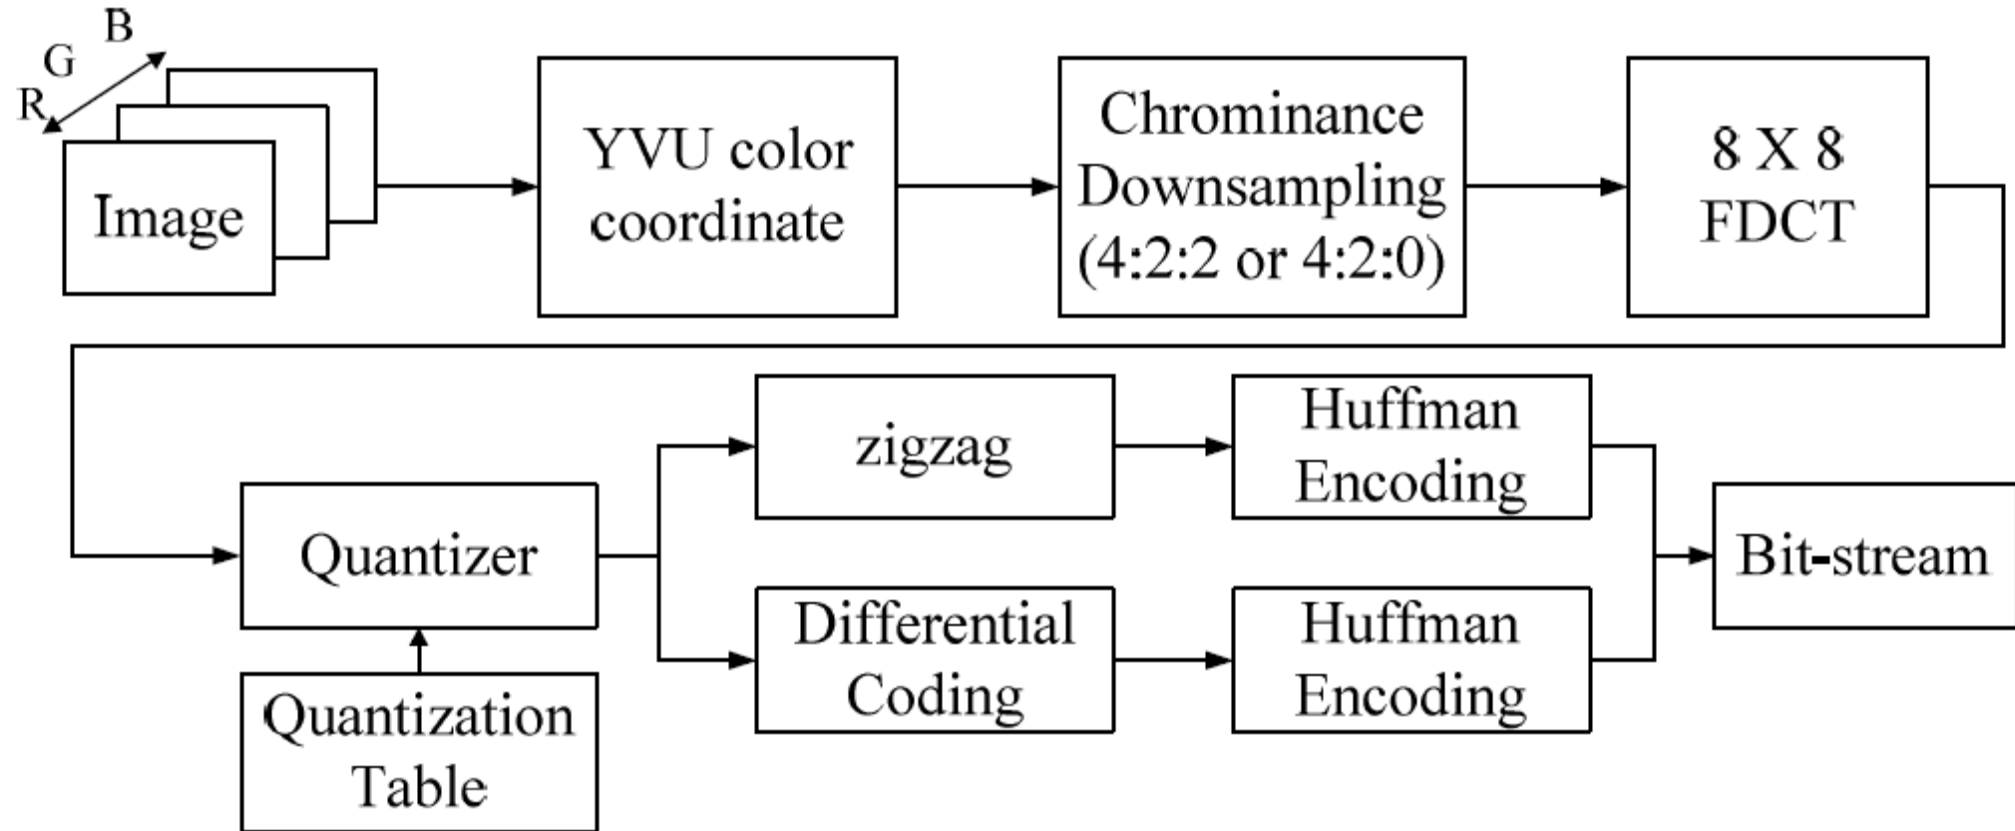 B
G
R
Image
YVU color
coordinate
Chrominance
Downsampling
(4:2:2 or 4:2:0)
8 X 8
FDCT
Quantizer
Quantization
Table
zigzag
Huffman
Encoding
Differential
Coding
Huffman
Encoding
Bit-stream